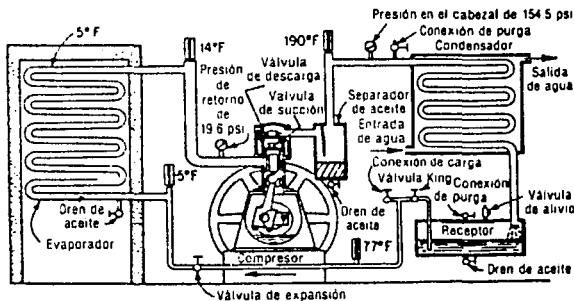 5°F
14°F
190°F
Presión en el cabezal de 154.5 psi
Conexión de purga
Condensador
Salida
de agua
Presión
de retorno
de
19.6 psi
Válvula
de
descarga
Válvula
de succión
Separador
de aceite
Entrada
de agua
Conexión de carga
Válvula King
Conexión
de purga
Válvula
de alivio
5°F
Dren de
aceite
Evaporador
Compresor
77°F
Dren de
aceite
Receptor
Dren de
aceite
Válvula de expansión